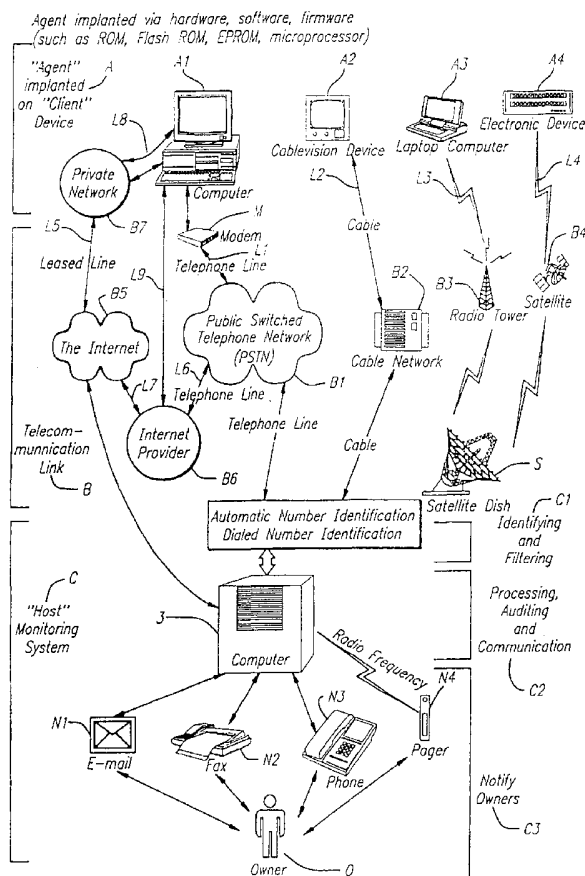 Agent implanted via hardware, software, firmware
(such as ROM, Flash ROM, EPROM, microprocessor)
A
A1
A2
A3
A4
"Agent"
implanted
on "Client"
Device
L8
Private
Network
Computer
Cablevision Device
Laptop Computer
Electronic Device
L2
L3
L4
L5
B7
M
Modem
L1
Leased Line
L9
Telephone Line
Cable
B4
B5
B2
B3
Radio Tower
Satellite
The Internet
Public Switched
Telephone Network
(PSTN)
Cable Network
L6
L7
Telephone Line
B1
Internet
Provider
Telephone Line
B6
Telecom-
munnication
Link
B
Cable
S
Satellite Dish
C1
Automatic Number Identification
Dialed Number Identification
Identifying
and
Filtering
C
"Host"
Monitoring
System
3
Computer
Radio Frequency
Processing,
Auditing
and
Communication
C2
N1
E-mail
Fax
N2
N3
Phone
N4
Pager
Notify
Owners
C3
Owner
O